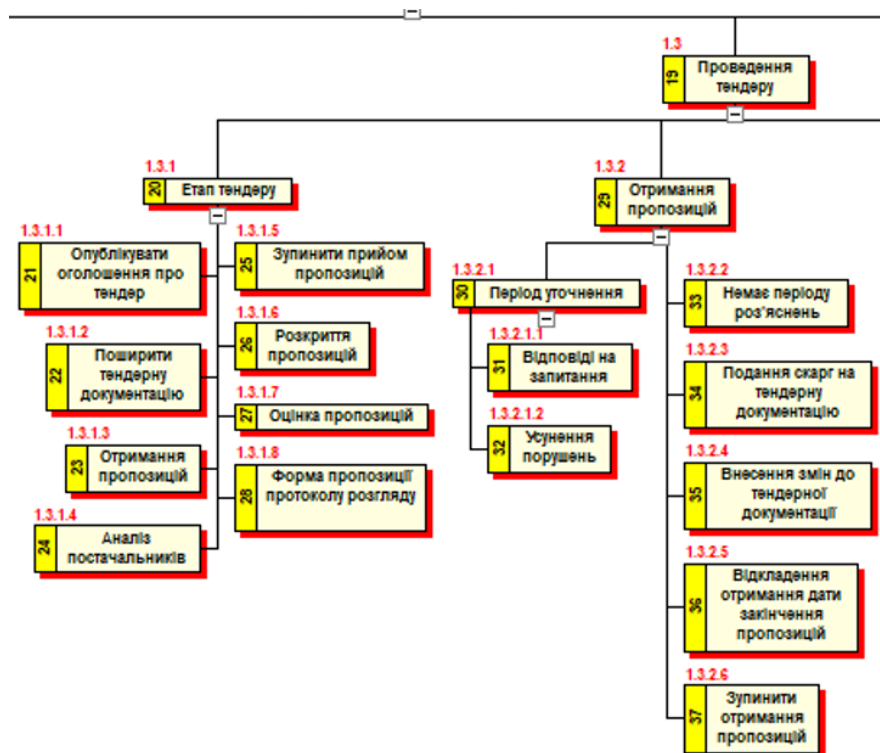 1.3
19
Проведення
тендеру
1.3.1
20
Етап тендеру
1.3.1.1
21
Опублікувати
оголошення про
тендер
1.3.1.2
22
Поширити
тендерну
документацію
1.3.1.3
23
Отримання
пропозицій
1.3.1.4
24
Аналіз
постачальників
1.3.1.5
25
Зупинити прийом
пропозицій
1.3.1.6
26
Розкриття
пропозицій
1.3.1.7
27
Оцінка пропозицій
1.3.1.8
28
Форма пропозиції
протоколу розгляду
1.3.2
29
Отримання
пропозицій
1.3.2.1
30
Період уточнення
1.3.2.1.1
31
Відповіді на
запитання
1.3.2.1.2
32
Усунення
порушень
1.3.2.2
33
Немає періоду
роз'яснень
1.3.2.3
34
Подання скарг на
тендерну
документацію
1.3.2.4
35
Внесення змін до
тендерної
документації
1.3.2.5
36
Відкладення
отримання дати
закінчення
пропозицій
1.3.2.6
37
Зупинити
отримання
пропозицій